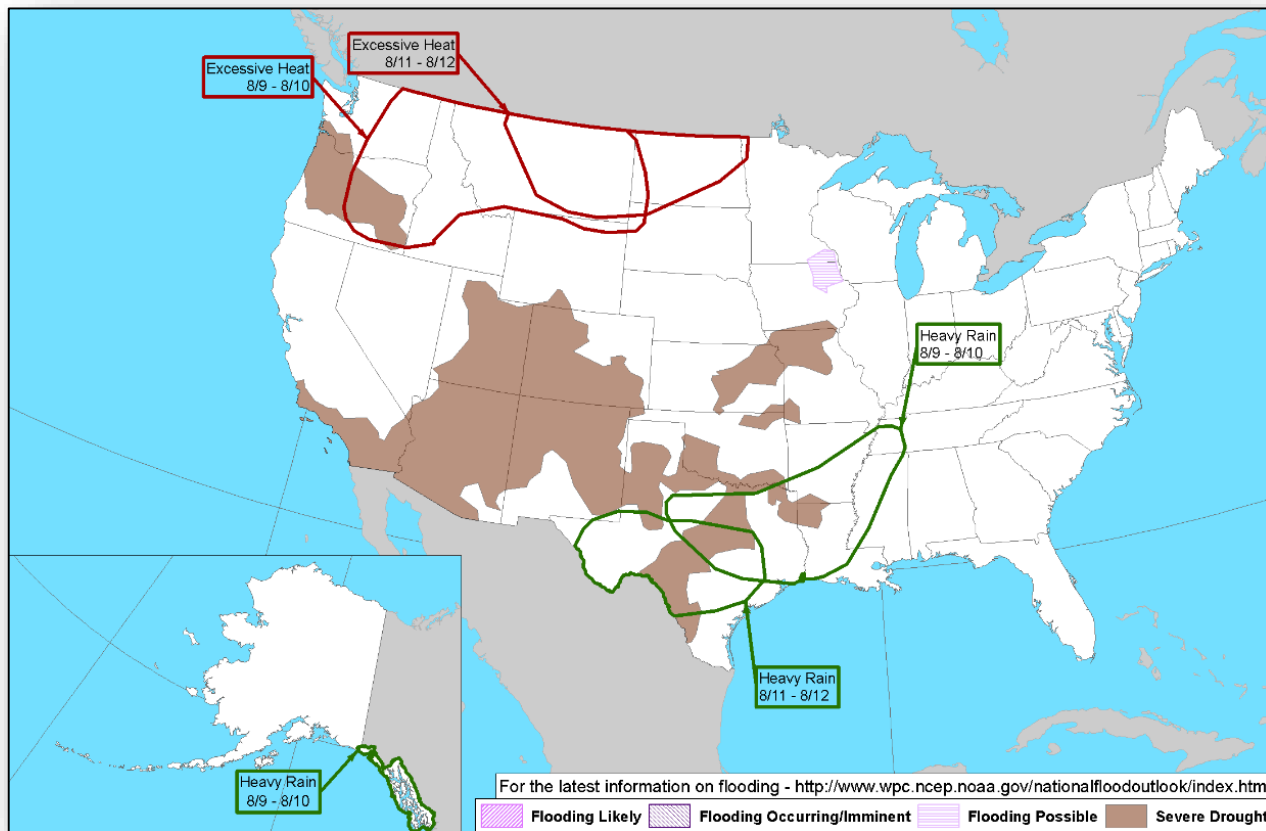 Excessive Heat
8/11 - 8/12
Excessive Heat
8/9 - 8/10
Heavy Rain
8/9 - 8/10
Heavy Rain
8/11 - 8/12
Heavy Rain
8/9 - 8/10
For the latest information on flooding - http://www.wpc.ncep.noaa.gov/nationalfloodoutlook/index.htm
Flooding Likely Flooding Occurring/Imminent Flooding Possible Severe Drought